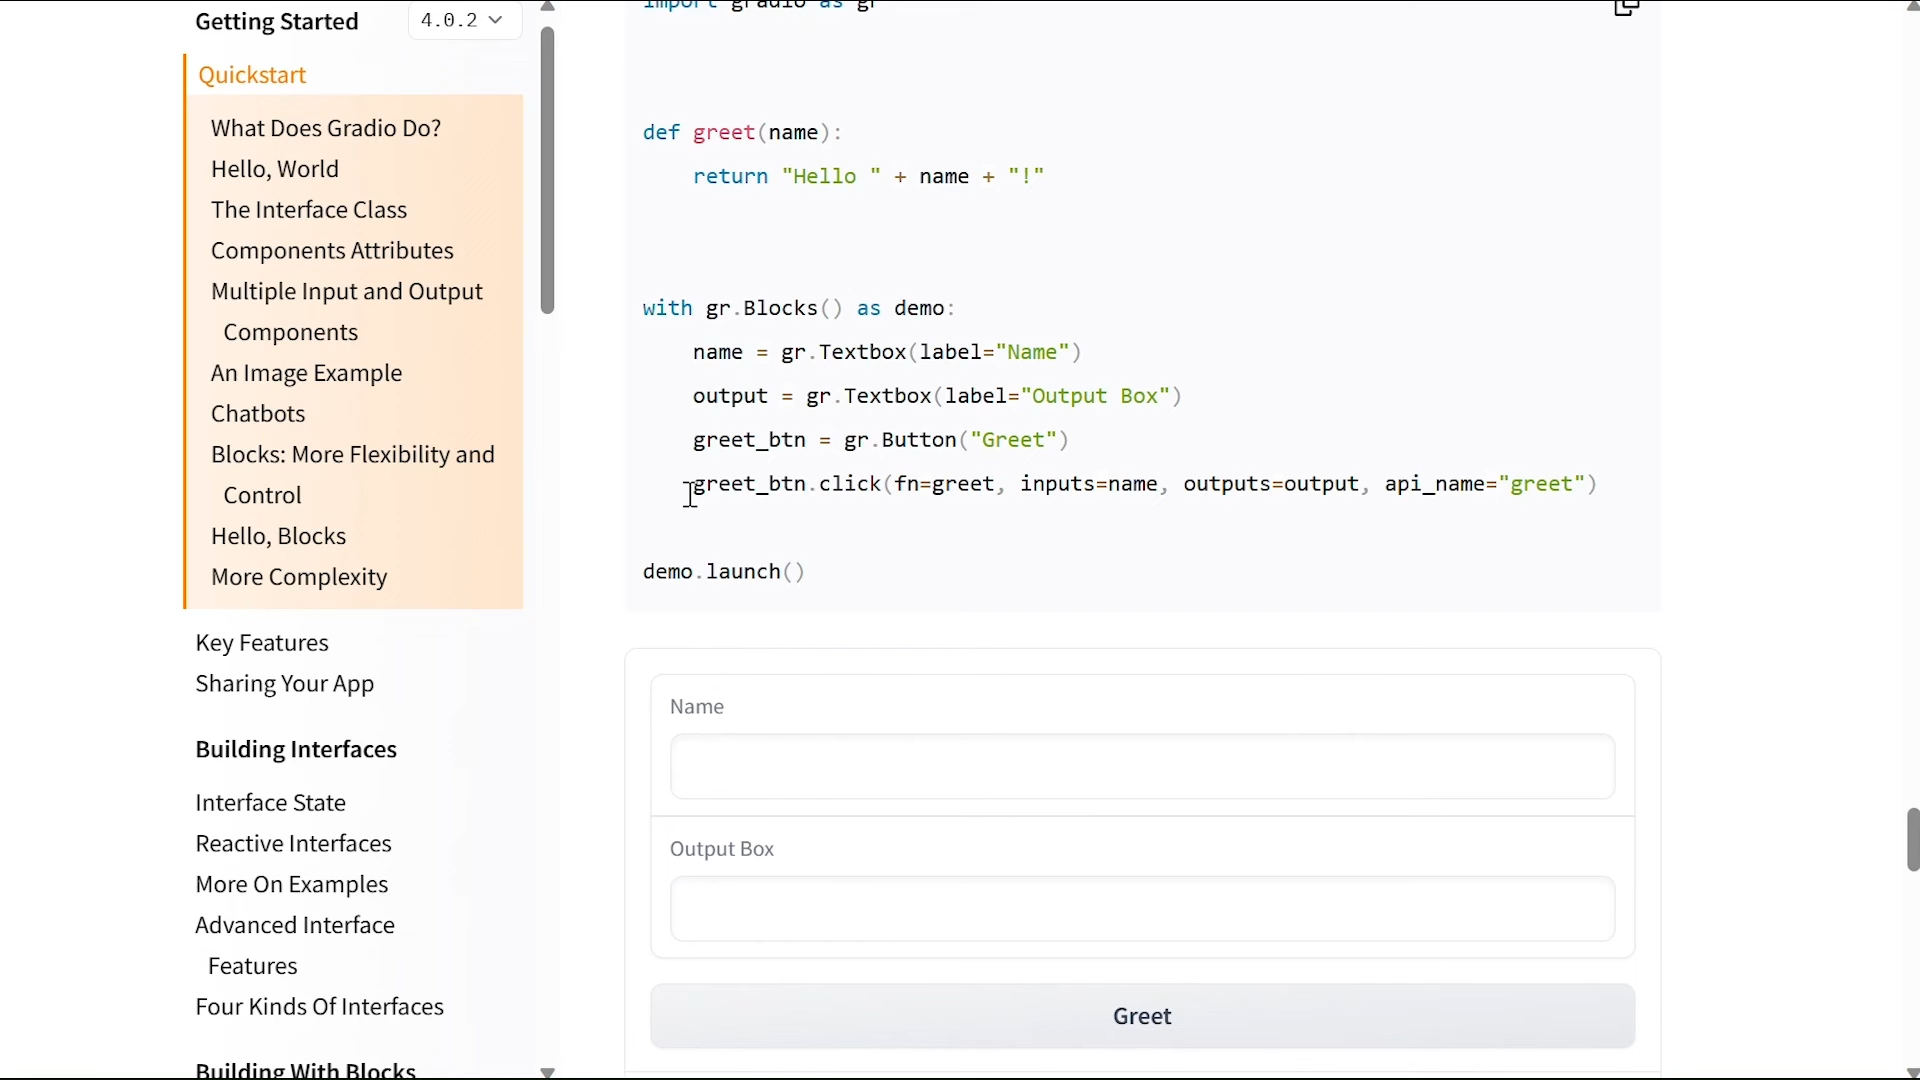 Getting Started
4.0.2
Quickstart
What Does Gradio Do?
Hello, World
The Interface Class
Components Attributes
Multiple Input and Output
Components
An Image Example
Chatbots
Blocks: More Flexibility and
Control
Hello, Blocks
More Complexity
Key Features
Sharing Your App
Building Interfaces
Interface State
Reactive Interfaces
More On Examples
Advanced Interface
Features
Four Kinds Of Interfaces
Building With Blocks
import gradio as gr
def greet(name):
    return "Hello " + name + "!"
with gr.Blocks() as demo:
    name = gr.Textbox(label="Name")
    output = gr.Textbox(label="Output Box")
    greet_btn = gr.Button("Greet")
    greet_btn.click(fn=greet, inputs=name, outputs=output, api_name="greet")
demo.launch()
Name
Output Box
Greet